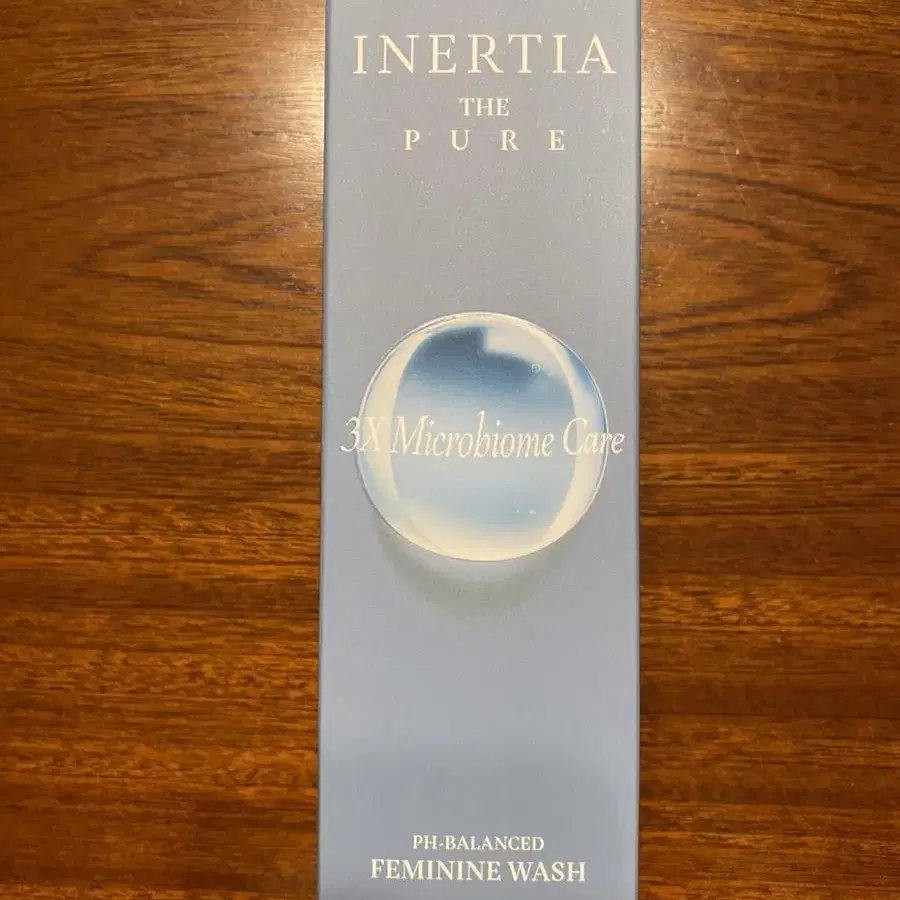 INERTIA
THE
PURE
3X Microbiome Care
PH-BALANCED
FEMININE WASH